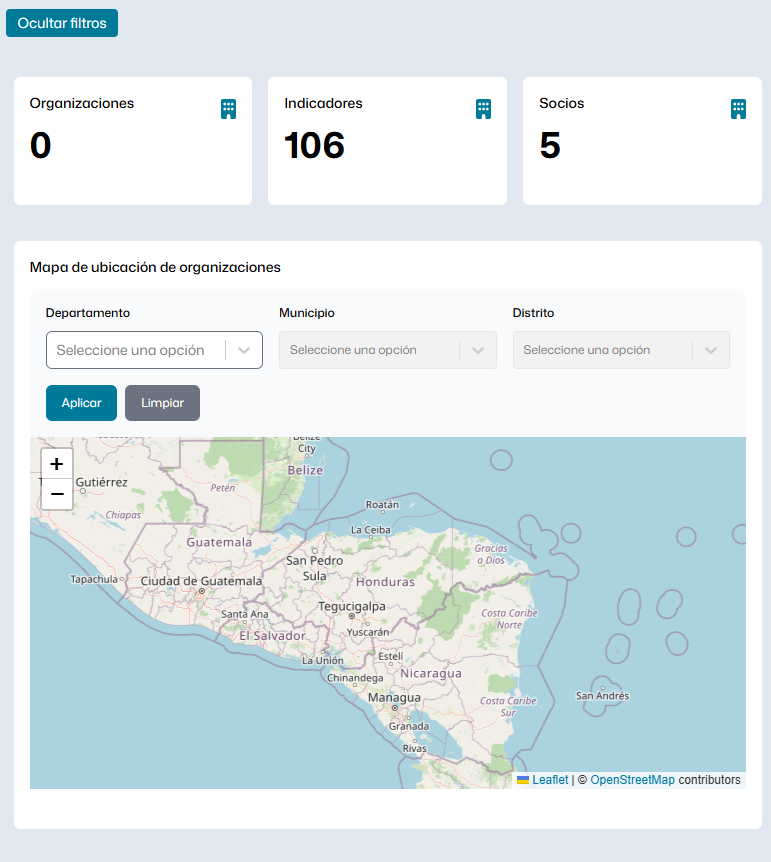 Ocultar filtros
Organizaciones
0
Indicadores
106
Socios
5
Mapa de ubicación de organizaciones
Departamento
Seleccione una opción
Municipio
Seleccione una opción
Distrito
Seleccione una opción
Aplicar
Limpiar
+
−
Belize
City
Gutiérrez
Belize
Petén
Chiapas
Roatán
La Ceiba
Guatemala
San Pedro
Sula
Gracias
a Dios
Tapachula
Ciudad de Guatemala
Honduras
Santa Ana
Tegucigalpa
Costa Caribe
Norte
El Salvador
Yuscarán
La Unión
Estelí
Chinandega
Nicaragua
Managua
San Andrés
Costa Caribe
Sur
Granada
Rivas
Leaflet | © OpenStreetMap contributors